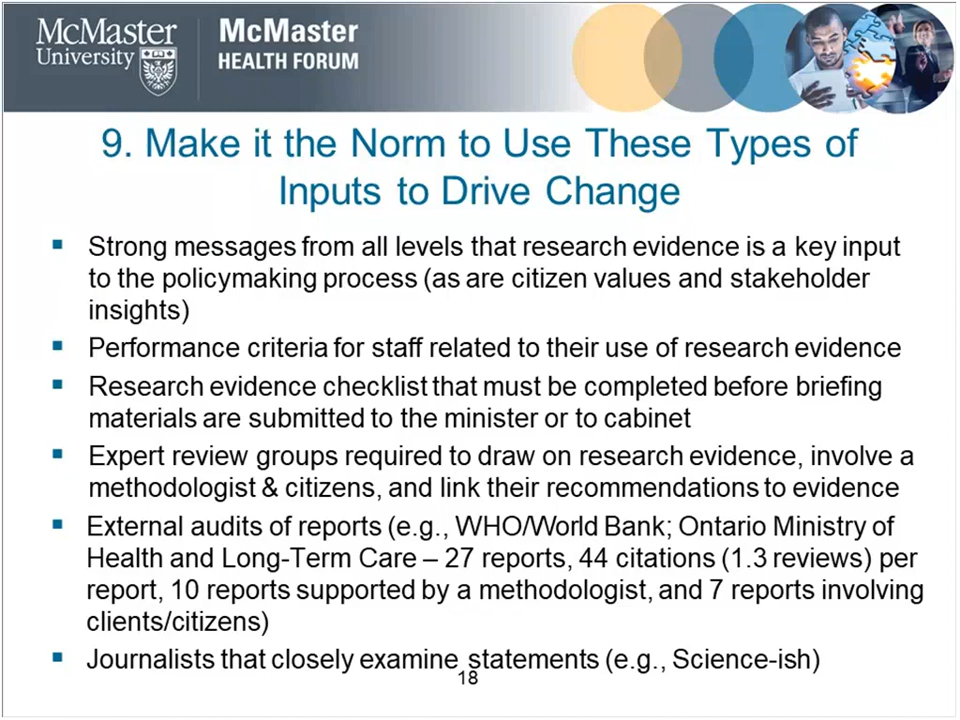 McMaster
University
McMaster
HEALTH FORUM
9. Make it the Norm to Use These Types of
Inputs to Drive Change
▪ Strong messages from all levels that research evidence is a key input
to the policymaking process (as are citizen values and stakeholder
insights)
▪ Performance criteria for staff related to their use of research evidence
▪ Research evidence checklist that must be completed before briefing
materials are submitted to the minister or to cabinet
▪ Expert review groups required to draw on research evidence, involve a
methodologist & citizens, and link their recommendations to evidence
▪ External audits of reports (e.g., WHO/World Bank; Ontario Ministry of
Health and Long-Term Care – 27 reports, 44 citations (1.3 reviews) per
report, 10 reports supported by a methodologist, and 7 reports involving
clients/citizens)
▪ Journalists that closely examine statements (e.g., Science-ish)
18